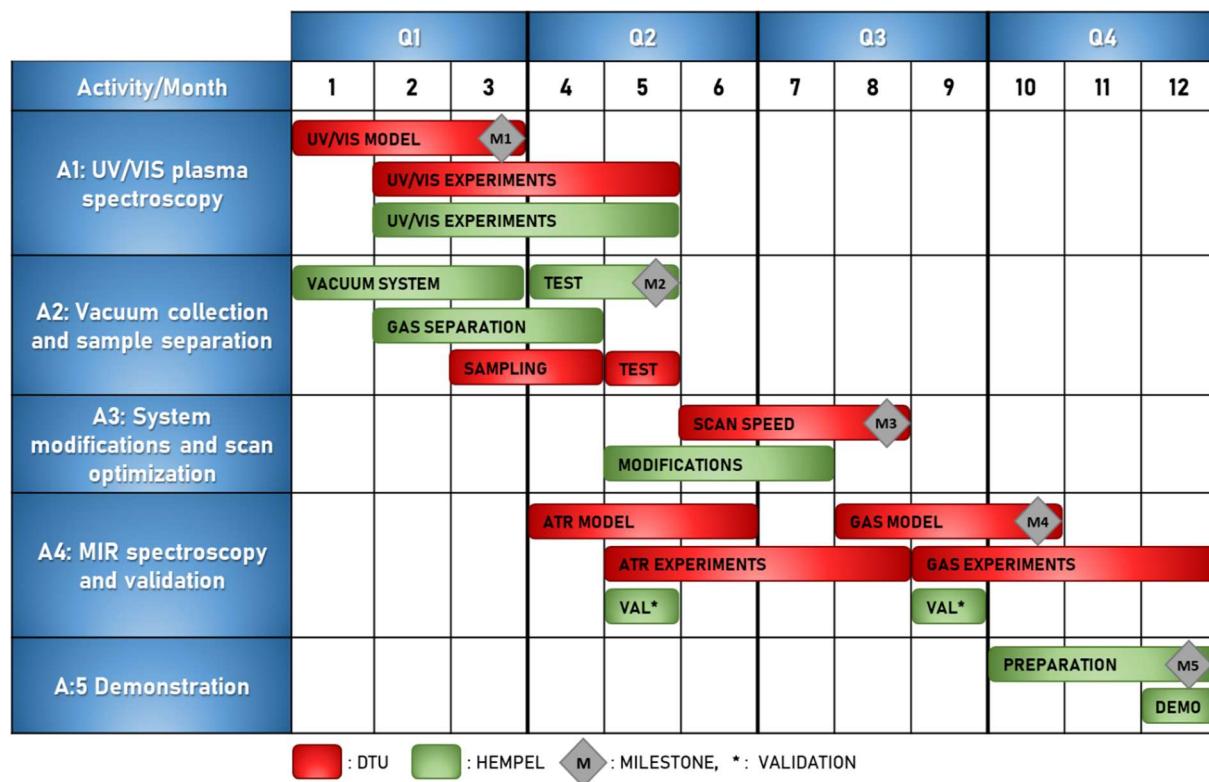 Q1 Q2 Q3 Q4
Activity/Month 1 2 3 4 5 6 7 8 9 10 11 12
A1: UV/VIS plasma
spectroscopy
UV/VIS MODEL M1
UV/VIS EXPERIMENTS
UV/VIS EXPERIMENTS
A2: Vacuum collection
and sample separation
VACUUM SYSTEM TEST M2
GAS SEPARATION
SAMPLING TEST
A3: System
modifications and scan
optimization
SCAN SPEED M3
MODIFICATIONS
A4: MIR spectroscopy
and validation
ATR MODEL GAS MODEL M4
ATR EXPERIMENTS GAS EXPERIMENTS
VAL* VAL*
A:5 Demonstration
PREPARATION M5
DEMO
: DTU : HEMPEL M : MILESTONE, * : VALIDATION